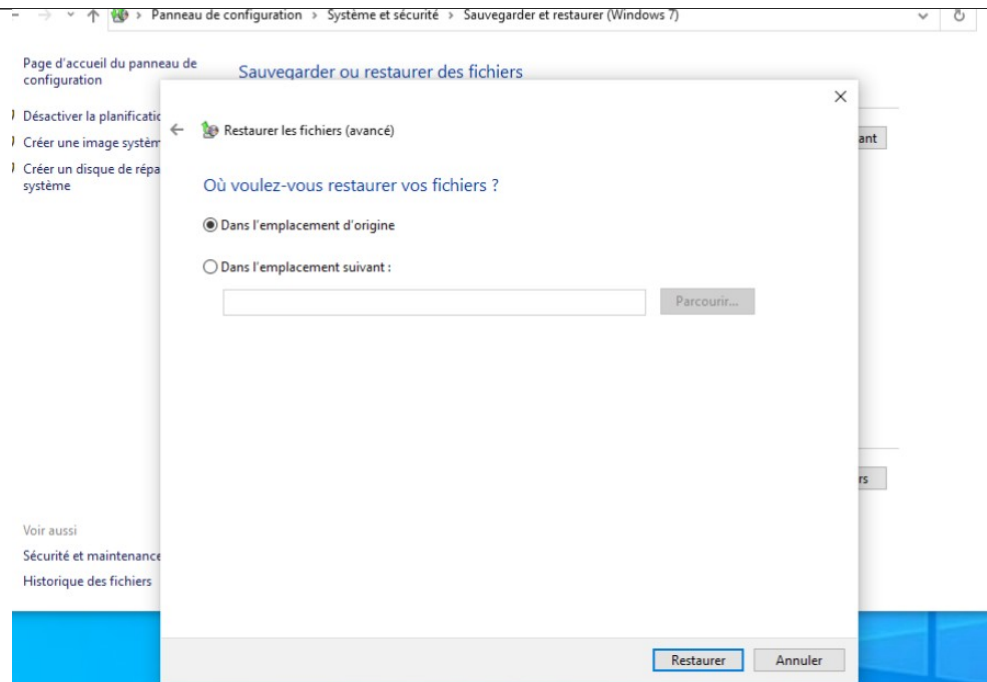 Panneau de configuration › Système et sécurité › Sauvegarder et restaurer (Windows 7)
Page d'accueil du panneau de
configuration
Sauvegarder ou restaurer des fichiers
Désactiver la planificatio
Créer une image systèm
Créer un disque de répa
système
ant
Restaurer les fichiers (avancé)
Où voulez-vous restaurer vos fichiers ?
Dans l'emplacement d'origine
Dans l'emplacement suivant :
Parcourir...
rs
Voir aussi
Sécurité et maintenance
Historique des fichiers
Restaurer
Annuler